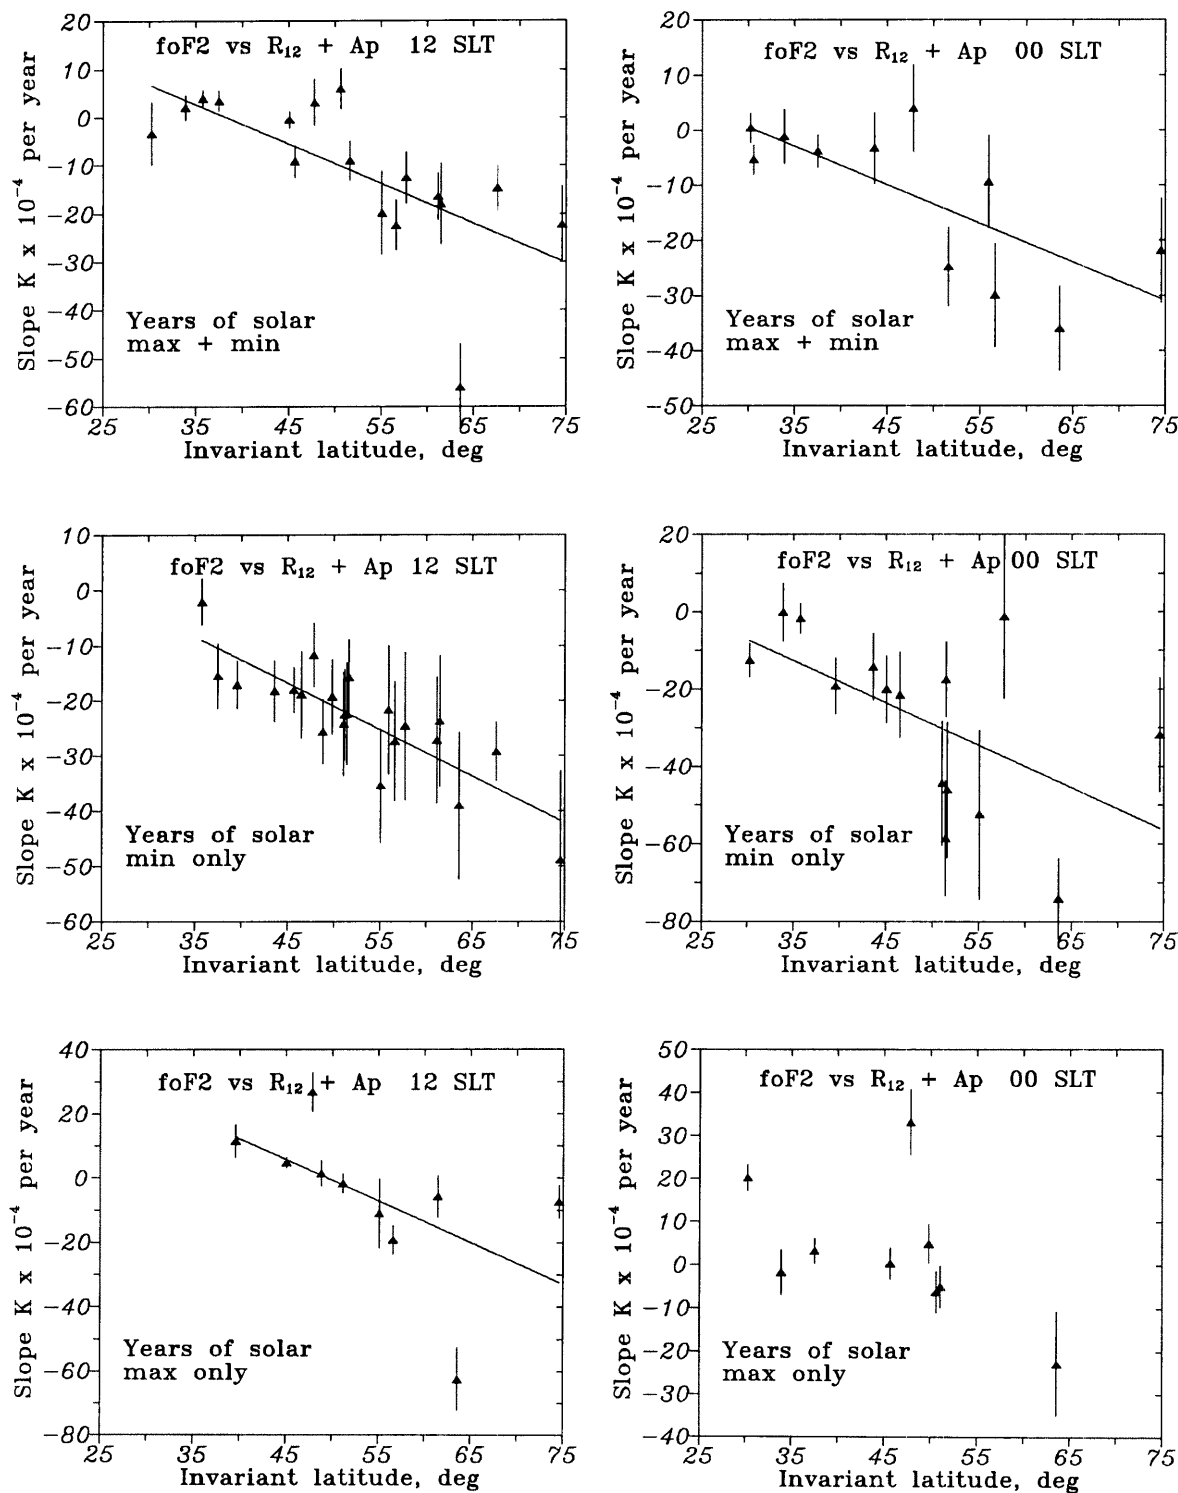 foF2 vs R₁₂ + Ap 12 SLT
Slope K x 10⁻⁴ per year
20
10
0
−10
−20
−30
−40
−50
−60
Years of solar
max + min
25 35 45 55 65 75
Invariant latitude, deg
foF2 vs R₁₂ + Ap 00 SLT
Slope K x 10⁻⁴ per year
20
10
0
−10
−20
−30
−40
−50
Years of solar
max + min
25 35 45 55 65 75
Invariant latitude, deg
foF2 vs R₁₂ + Ap 12 SLT
Slope K x 10⁻⁴ per year
10
0
−10
−20
−30
−40
−50
−60
Years of solar
min only
25 35 45 55 65 75
Invariant latitude, deg
foF2 vs R₁₂ + Ap 00 SLT
Slope K x 10⁻⁴ per year
20
0
−20
−40
−60
−80
Years of solar
min only
25 35 45 55 65 75
Invariant latitude, deg
foF2 vs R₁₂ + Ap 12 SLT
Slope K x 10⁻⁴ per year
40
20
0
−20
−40
−60
−80
Years of solar
max only
25 35 45 55 65 75
Invariant latitude, deg
foF2 vs R₁₂ + Ap 00 SLT
Slope K x 10⁻⁴ per year
50
40
30
20
10
0
−10
−20
−30
−40
Years of solar
max only
25 35 45 55 65 75
Invariant latitude, deg